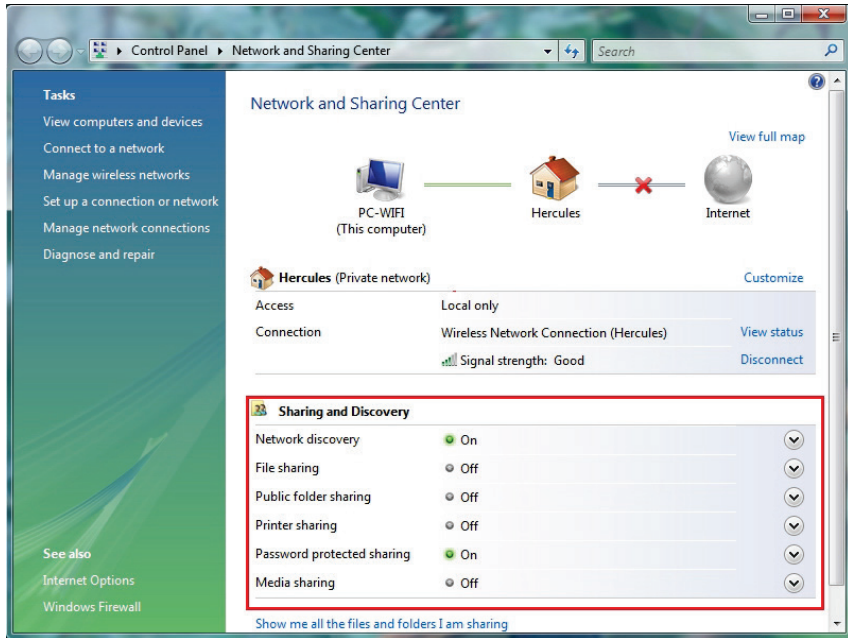 Control Panel
Network and Sharing Center
Search
Tasks
View computers and devices
Connect to a network
Manage wireless networks
Set up a connection or network
Manage network connections
Diagnose and repair
See also
Internet Options
Windows Firewall
Network and Sharing Center
View full map
PC-WIFI
(This computer)
Hercules
Internet
Hercules (Private network)
Customize
Access
Local only
Connection
Wireless Network Connection (Hercules)
View status
Signal strength: Good
Disconnect
Sharing and Discovery
Network discovery
On
File sharing
Off
Public folder sharing
Off
Printer sharing
Off
Password protected sharing
On
Media sharing
Off
Show me all the files and folders I am sharing